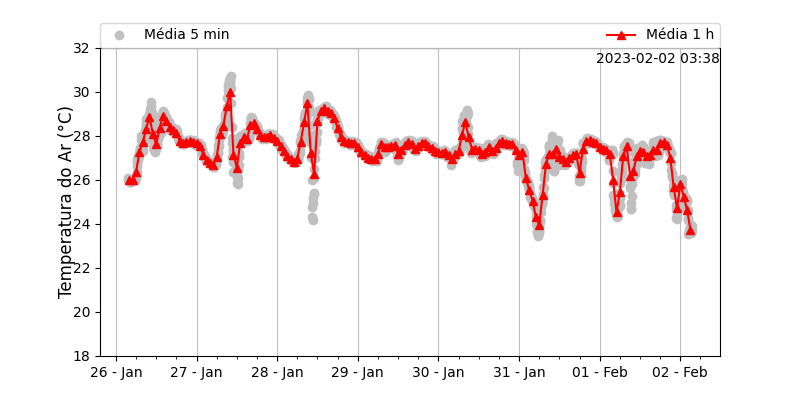 Média 5 min
Média 1 h
2023-02-02 03:38
Temperatura do Ar (°C)
32
30
28
26
24
22
20
18
26 - Jan
27 - Jan
28 - Jan
29 - Jan
30 - Jan
31 - Jan
01 - Feb
02 - Feb